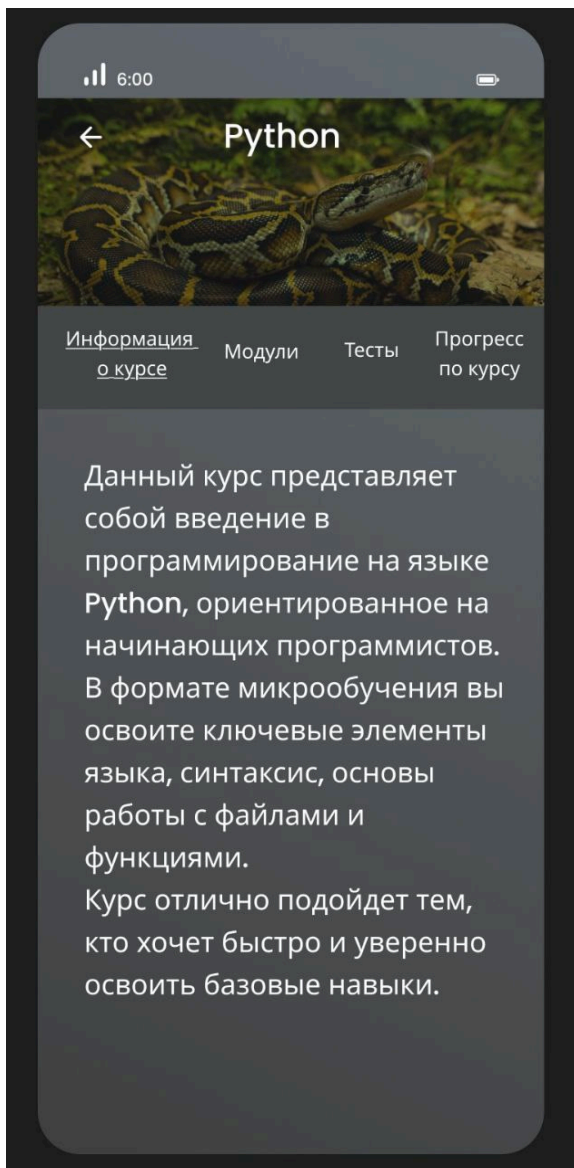 6:00
Python
Информация
о курсе
Модули
Тесты
Прогресс
по курсу
Данный курс представляет
собой введение в
программирование на языке
Python, ориентированное на
начинающих программистов.
В формате микрообучения вы
освоите ключевые элементы
языка, синтаксис, основы
работы с файлами и
функциями.
Курс отлично подойдет тем,
кто хочет быстро и уверенно
освоить базовые навыки.